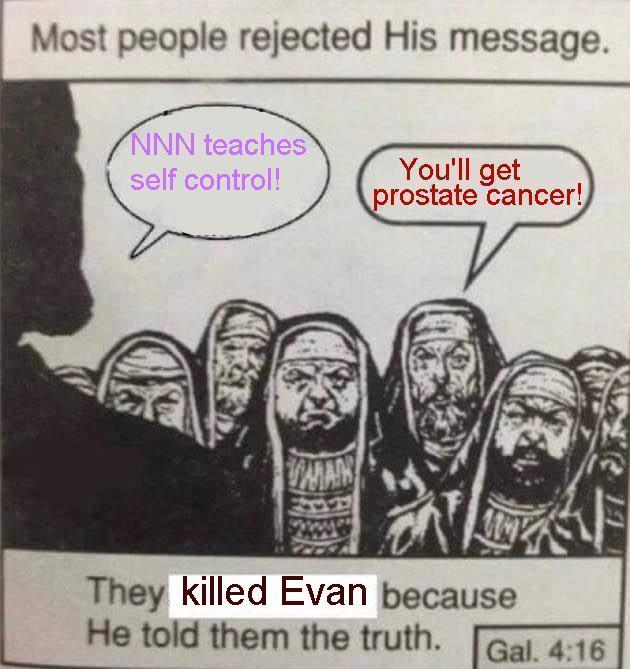 Most people rejected His message.
NNN teaches
self control!
You'll get
prostate cancer!
They killed Evan because
He told them the truth.
Gal. 4:16